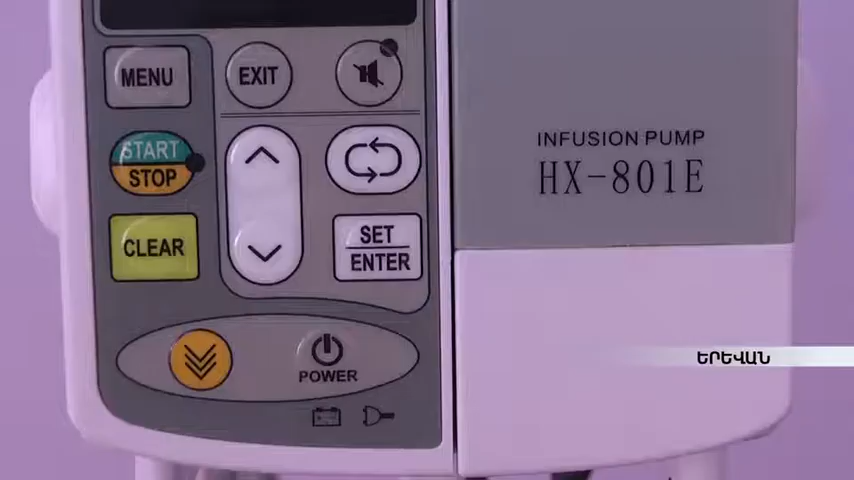 MENU
EXIT
START
STOP
CLEAR
SET
ENTER
POWER
INFUSION PUMP
HX-801E
ԵՐԵՎԱՆ